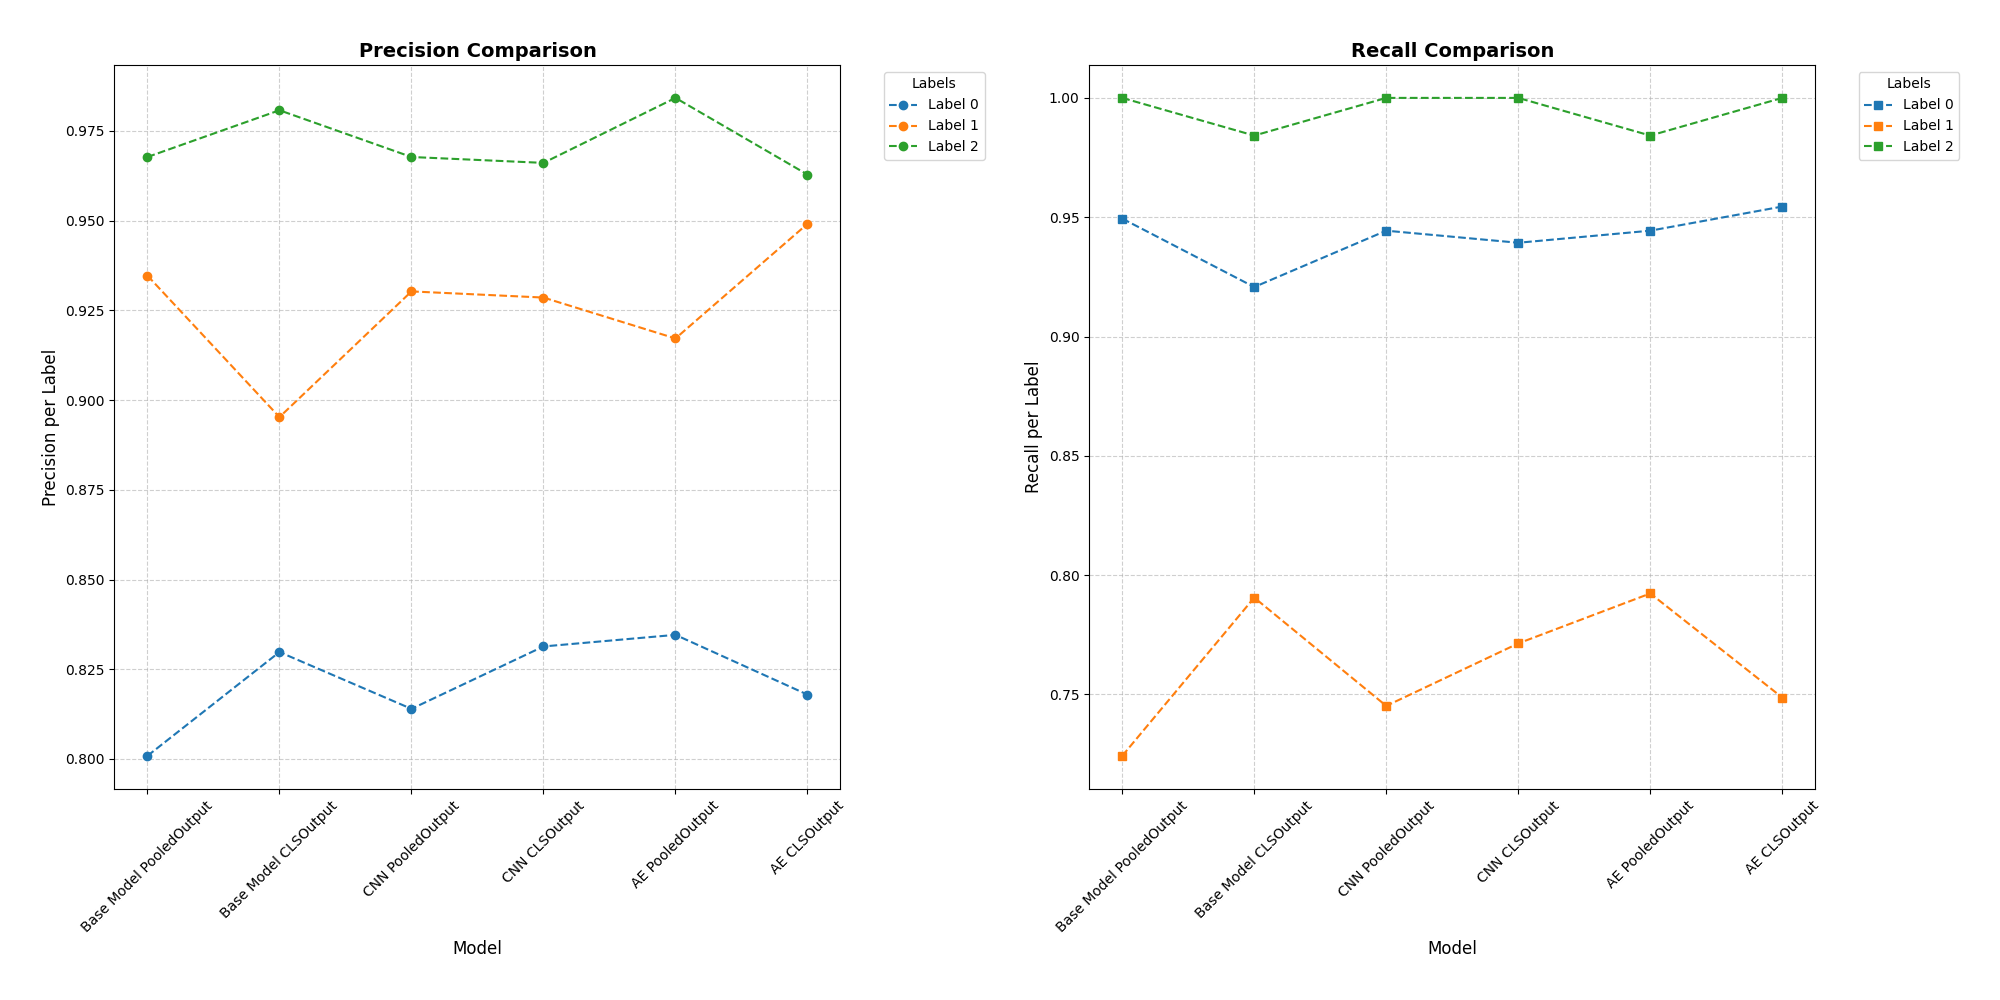 Precision Comparison
Precision per Label
0.975
0.950
0.925
0.900
0.875
0.850
0.825
0.800
Base Model PooledOutput
Base Model CLSOutput
CNN PooledOutput
CNN CLSOutput
AE PooledOutput
AE CLSOutput
Model
Labels
Label 0
Label 1
Label 2
Recall Comparison
Recall per Label
1.00
0.95
0.90
0.85
0.80
0.75
Base Model PooledOutput
Base Model CLSOutput
CNN PooledOutput
CNN CLSOutput
AE PooledOutput
AE CLSOutput
Model
Labels
Label 0
Label 1
Label 2